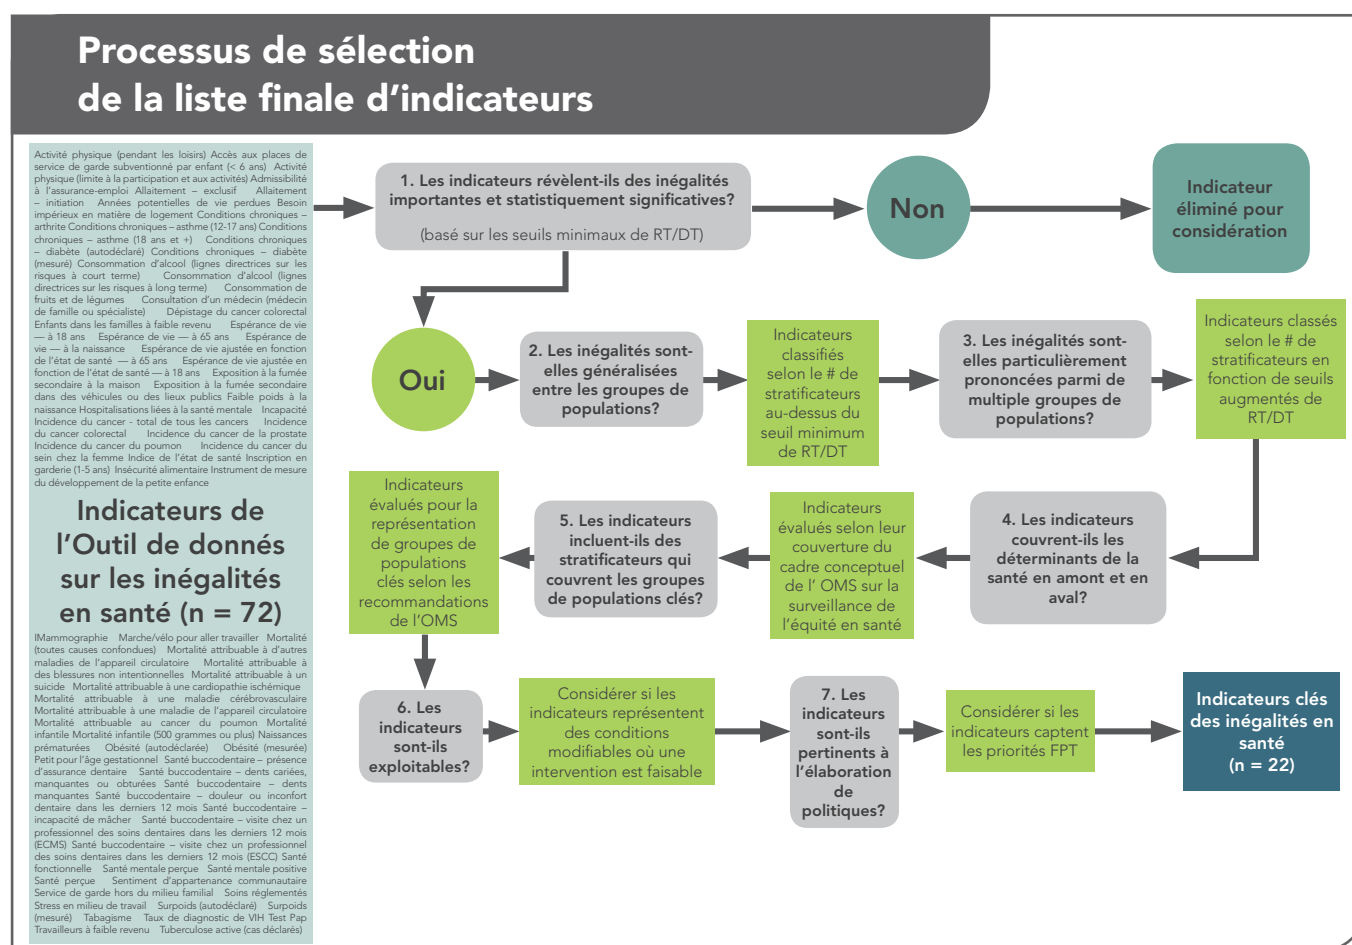 Processus de sélection
de la liste finale d'indicateurs
Activité physique (pendant les loisirs) Accès aux places de
service de garde subventionné par enfant (< 6 ans) Activité
physique (limite à la participation et aux activités) Admissibilité
à l'assurance-emploi Allaitement – exclusif Allaitement
– initiation Années potentielles de vie perdues Besoin
impérieux en matière de logement Conditions chroniques –
arthrite Conditions chroniques – asthme (12-17 ans) Conditions
chroniques – asthme (18 ans et +) Conditions chroniques
– diabète (autodéclaré) Conditions chroniques – diabète
(mesuré) Consommation d'alcool (lignes directrices sur les
risques à court terme) Consommation d'alcool (lignes
directrices sur les risques à long terme) Consommation de
fruits et de légumes Consultation d'un médecin (médecin
de famille ou spécialiste) Dépistage du cancer colorectal
Enfants dans les familles à faible revenu Espérance de vie
— à 18 ans Espérance de vie — à 65 ans Espérance de
vie — à la naissance Espérance de vie ajustée en fonction
de l'état de santé — à 65 ans Espérance de vie ajustée en
fonction de l'état de santé — à 18 ans Exposition à la fumée
secondaire à la maison Exposition à la fumée secondaire
dans des véhicules ou des lieux publics Faible poids à la
naissance Hospitalisations liées à la santé mentale Incapacité
Incidence du cancer - total de tous les cancers Incidence
du cancer colorectal Incidence du cancer de la prostate
Incidence du cancer du poumon Incidence du cancer du
sein chez la femme Indice de l'état de santé Inscription en
garderie (1-5 ans) Insécurité alimentaire Instrument de mesure
du développement de la petite enfance
Indicateurs de
l'Outil de donnés
sur les inégalités
en santé (n = 72)
IMammographie Marche/vélo pour aller travailler Mortalité
(toutes causes confondues) Mortalité attribuable à d'autres
maladies de l'appareil circulatoire Mortalité attribuable à
des blessures non intentionnelles Mortalité attribuable à un
suicide Mortalité attribuable à une cardiopathie ischémique
Mortalité attribuable à une maladie cérébrovasculaire
Mortalité attribuable à une maladie de l'appareil circulatoire
Mortalité attribuable au cancer du poumon Mortalité
infantile Mortalité infantile (500 grammes ou plus) Naissances
prématurées Obésité (autodéclarée) Obésité (mesurée)
Petit pour l'âge gestationnel Santé buccodentaire – présence
d'assurance dentaire Santé buccodentaire – dents cariées,
manquantes ou obturées Santé buccodentaire – dents
manquantes Santé buccodentaire – douleur ou inconfort
dentaire dans les derniers 12 mois Santé buccodentaire –
incapacité de mâcher Santé buccodentaire – visite chez un
professionnel des soins dentaires dans les derniers 12 mois
(ECMS) Santé buccodentaire – visite chez un professionnel
des soins dentaires dans les derniers 12 mois (ESCC) Santé
fonctionnelle Santé mentale perçue Santé mentale positive
Santé perçue Sentiment d'appartenance communautaire
Service de garde hors du milieu familial Soins réglementés
Stress en milieu de travail Surpoids (autodéclaré) Surpoids
(mesuré) Tabagisme Taux de diagnostic de VIH Test Pap
Travailleurs à faible revenu Tuberculose active (cas déclarés)
1. Les indicateurs révèlent-ils des inégalités
importantes et statistiquement significatives?
(basé sur les seuils minimaux de RT/DT)
Non
Indicateur
éliminé pour
considération
Oui
2. Les inégalités sont-
elles généralisées
entre les groupes de
populations?
Indicateurs
classifiés
selon le # de
stratificateurs
au-dessus du
seuil minimum
de RT/DT
3. Les inégalités sont-
elles particulièrement
prononcées parmi de
multiple groupes de
populations?
Indicateurs classés
selon le # de
stratificateurs en
fonction de seuils
augmentés de
RT/DT
4. Les indicateurs
couvrent-ils les
déterminants de la
santé en amont et en
aval?
Indicateurs
évalués selon leur
couverture du
cadre conceptuel
de l' OMS sur la
surveillance de
l'équité en santé
5. Les indicateurs
incluent-ils des
stratificateurs qui
couvrent les groupes
de populations clés?
Indicateurs
évalués pour la
représentation
de groupes de
populations
clés selon les
recommandations
de l'OMS
6. Les
indicateurs
sont-ils
exploitables?
Considérer si les
indicateurs représentent
des conditions
modifiables où une
intervention est faisable
7. Les
indicateurs
sont-ils
pertinents à
l'élaboration
de
politiques?
Considérer si les
indicateurs captent
les priorités FPT
Indicateurs clés
des inégalités en
santé
(n = 22)